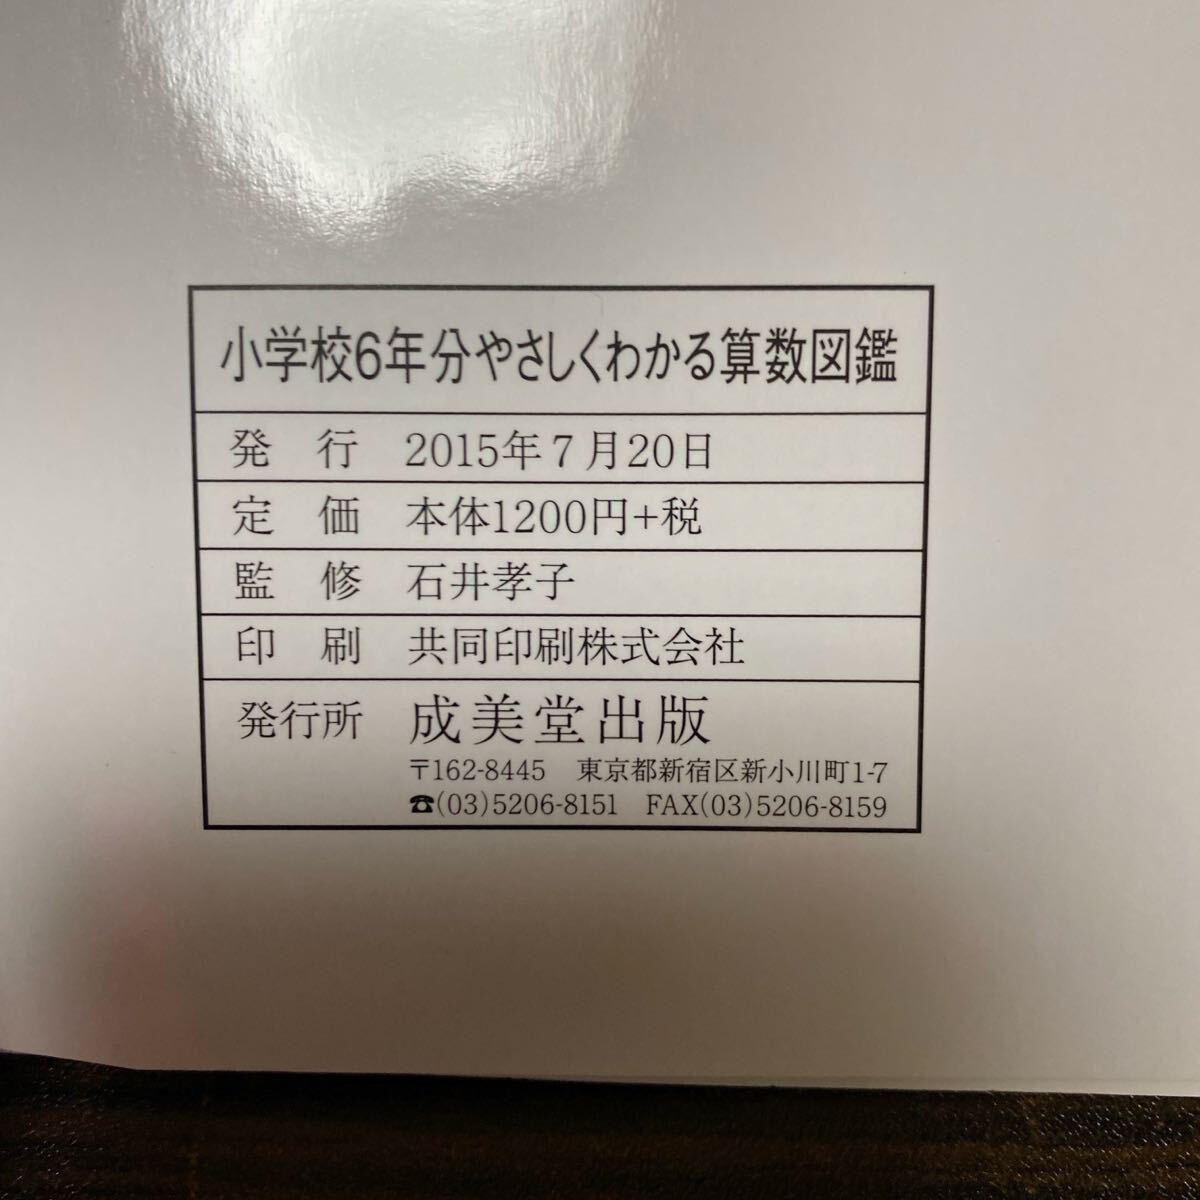 小学校6年分やさしくわかる算数図鑑
発　行　2015年7月20日
定　価　本体1200円+税
監　修　石井孝子
印　刷　共同印刷株式会社
発行所　成美堂出版
〒162-8445　東京都新宿区新小川町1-7
☎(03)5206-8151　FAX(03)5206-8159